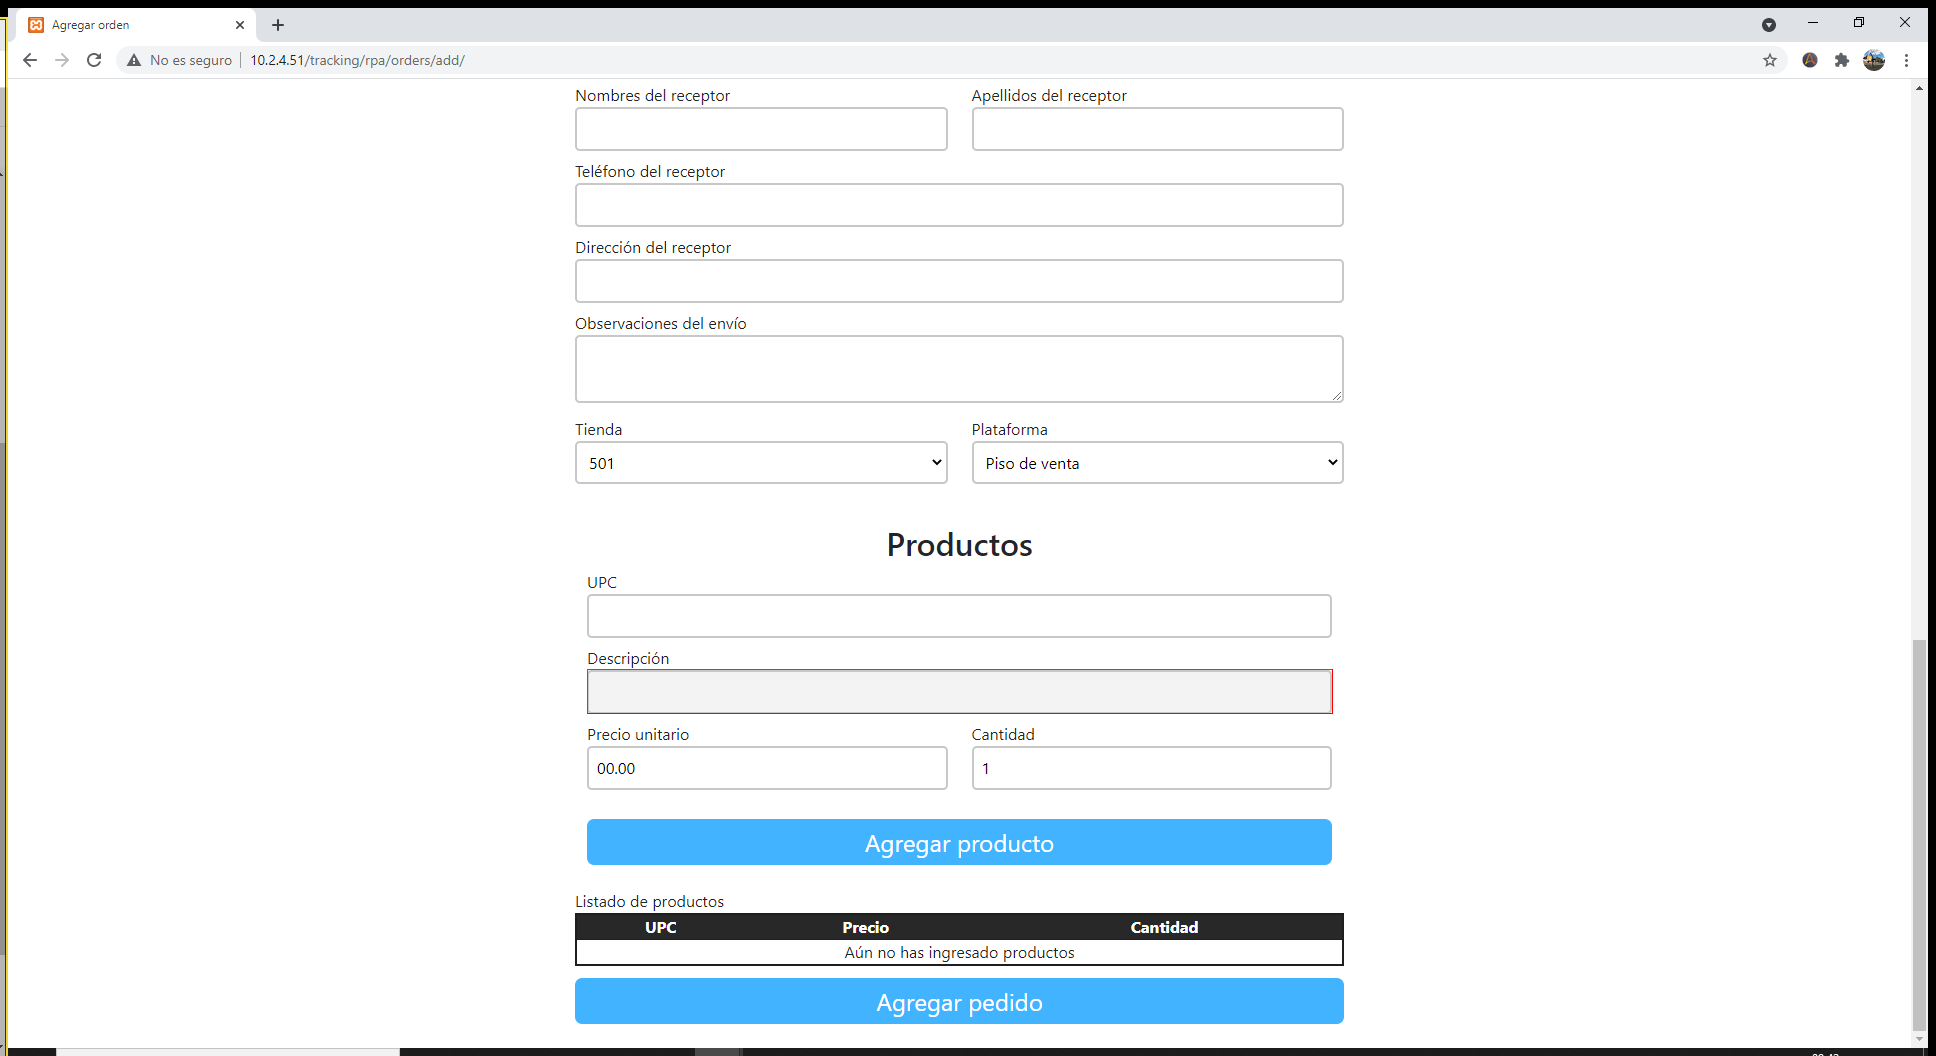 Agregar orden
No es seguro | 10.2.4.51/tracking/rpa/orders/add/
Nombres del receptor Apellidos del receptor
Teléfono del receptor
Dirección del receptor
Observaciones del envío
Tienda Plataforma
501 Piso de venta
Productos
UPC
Descripción
Precio unitario Cantidad
00.00 1
Agregar producto
Listado de productos
UPC Precio Cantidad
Aún no has ingresado productos
Agregar pedido